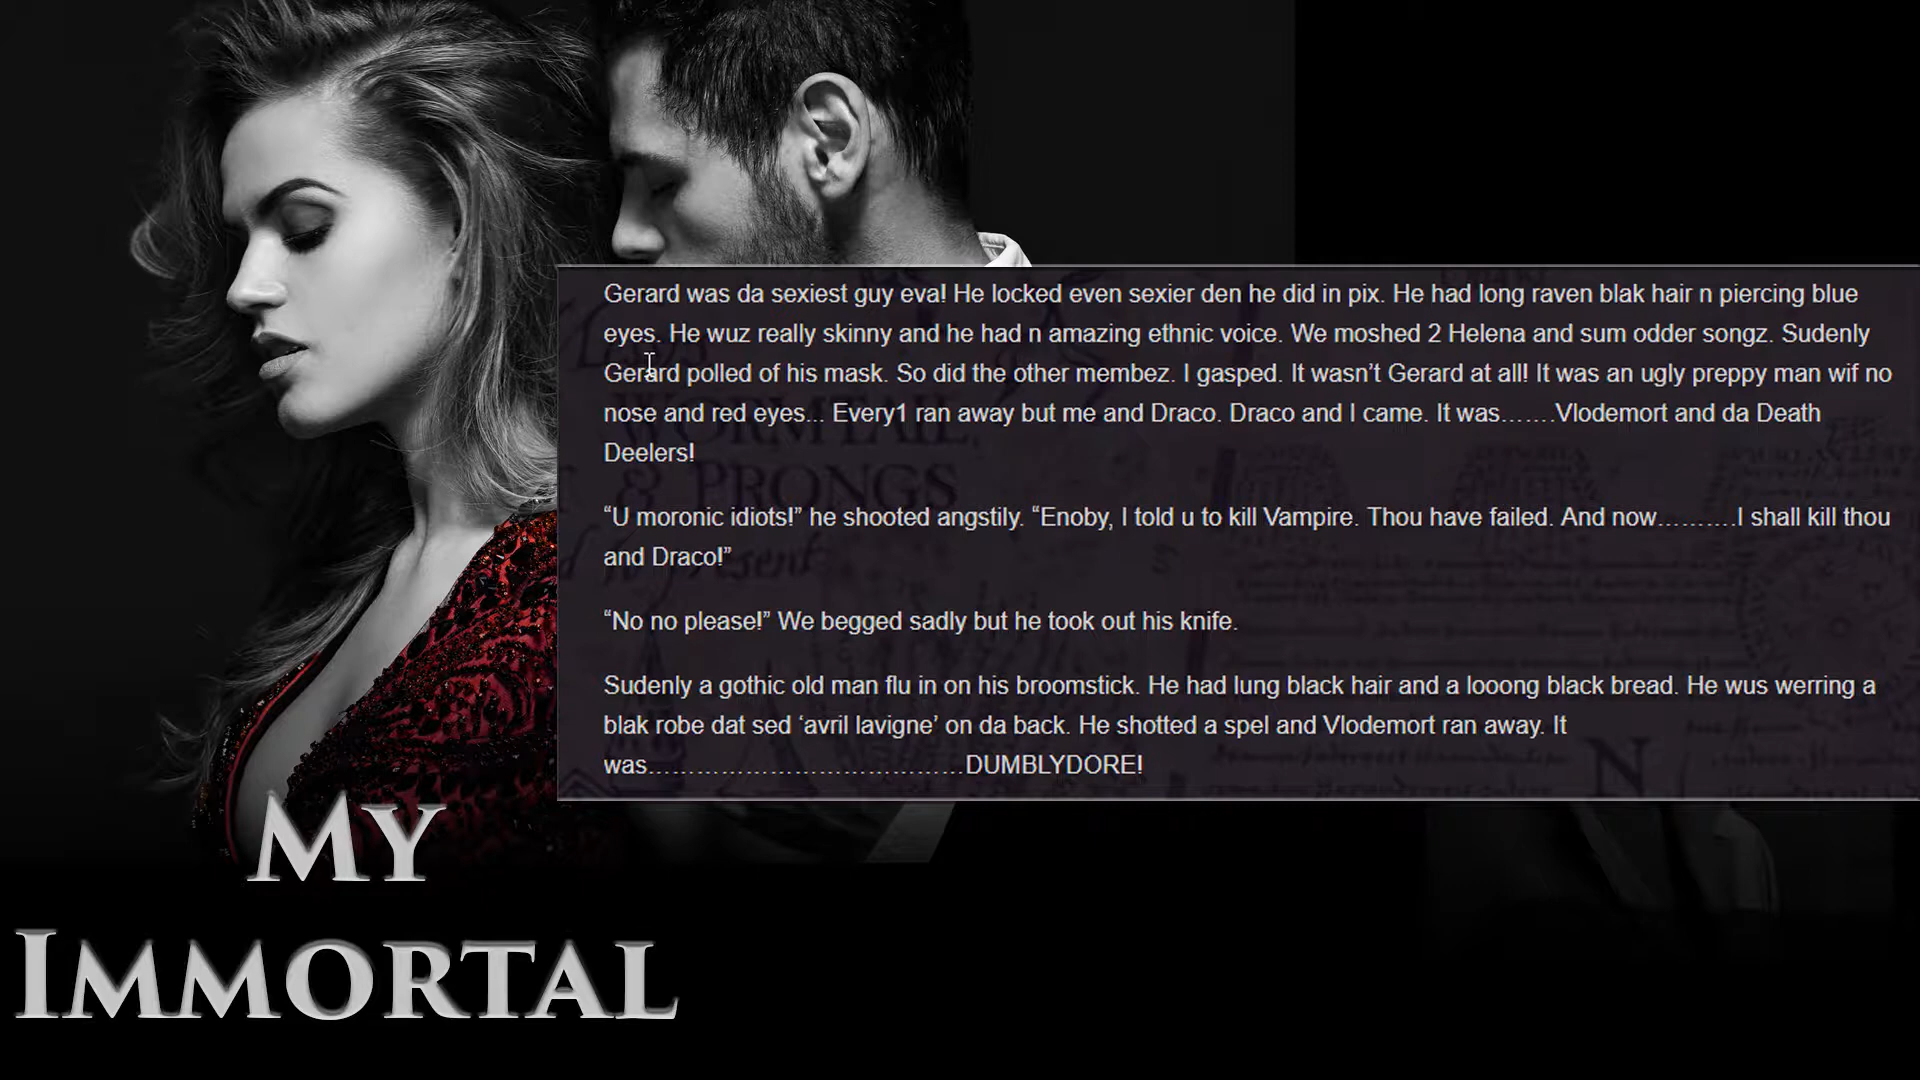 Gerard was da sexiest guy eva! He locked even sexier den he did in pix. He had long raven blak hair n piercing blue
eyes. He wuz really skinny and he had n amazing ethnic voice. We moshed 2 Helena and sum odder songz. Sudenly
Gerard polled of his mask. So did the other membez. I gasped. It wasn’t Gerard at all! It was an ugly preppy man wif no
nose and red eyes... Every1 ran away but me and Draco. Draco and I came. It was…….Vlodemort and da Death
Deelers!
“U moronic idiots!” he shooted angstily. “Enoby, I told u to kill Vampire. Thou have failed. And now……….I shall kill thou
and Draco!”
“No no please!” We begged sadly but he took out his knife.
Sudenly a gothic old man flu in on his broomstick. He had lung black hair and a looong black bread. He wus werring a
blak robe dat sed ‘avril lavigne’ on da back. He shotted a spel and Vlodemort ran away. It
was…………………………………DUMBLYDORE!
WORMTAIL,
& PRONGS
N
MY
IMMORTAL